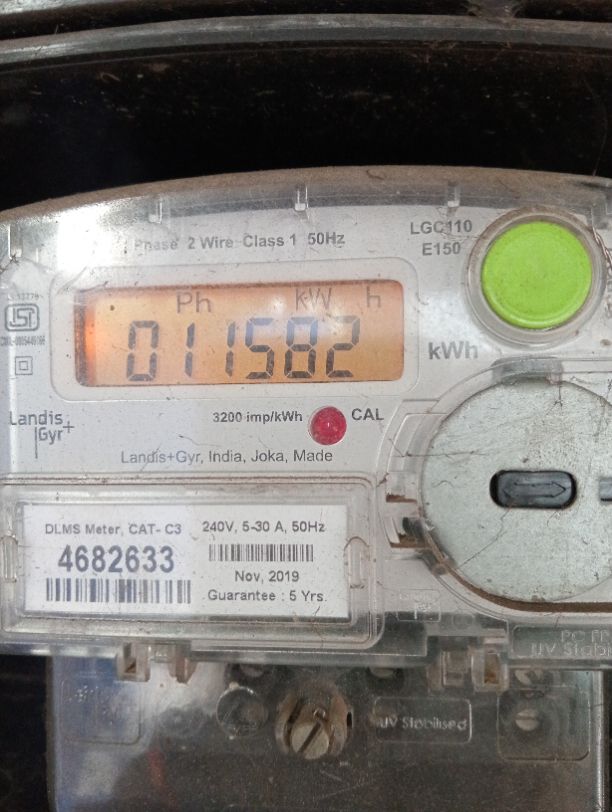 Phase 2 Wire Class 1 50Hz
LGC110
E150
Ph kW h
011582
kWh
Landis
Gyr+
3200 imp/kWh
CAL
Landis+Gyr, India, Joka, Made
DLMS Meter, CAT- C3
4682633
240V, 5-30 A, 50Hz
Nov, 2019
Guarantee : 5 Yrs.
UV Stabilised